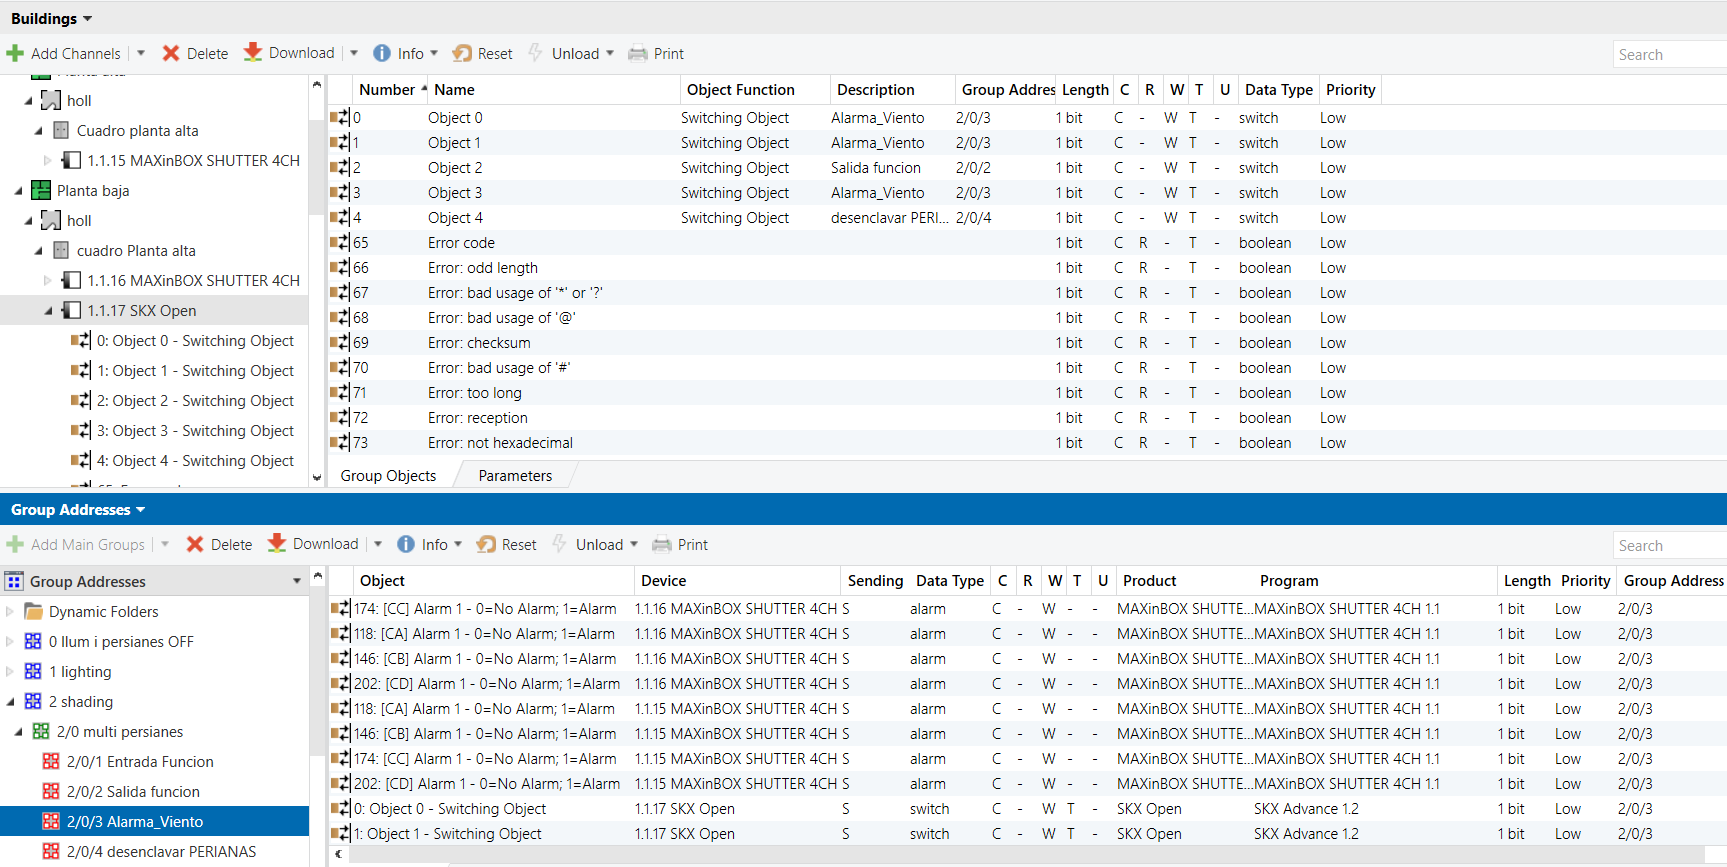 Buildings
Add Channels Delete Download Info Reset Unload Print Search
holl
Cuadro planta alta
1.1.15 MAXinBOX SHUTTER 4CH
Planta baja
holl
cuadro Planta alta
1.1.16 MAXinBOX SHUTTER 4CH
1.1.17 SKX Open
0: Object 0 - Switching Object
1: Object 1 - Switching Object
2: Object 2 - Switching Object
3: Object 3 - Switching Object
4: Object 4 - Switching Object
Number Name Object Function Description Group Addres Length C R W T U Data Type Priority
0 Object 0 Switching Object Alarma_Viento 2/0/3 1 bit C - W T - switch Low
1 Object 1 Switching Object Alarma_Viento 2/0/3 1 bit C - W T - switch Low
2 Object 2 Switching Object Salida funcion 2/0/2 1 bit C - W T - switch Low
3 Object 3 Switching Object Alarma_Viento 2/0/3 1 bit C - W T - switch Low
4 Object 4 Switching Object desenclavar PERI... 2/0/4 1 bit C - W T - switch Low
65 Error code 1 bit C R - T - boolean Low
66 Error: odd length 1 bit C R - T - boolean Low
67 Error: bad usage of '*' or '?' 1 bit C R - T - boolean Low
68 Error: bad usage of '@' 1 bit C R - T - boolean Low
69 Error: checksum 1 bit C R - T - boolean Low
70 Error: bad usage of '#' 1 bit C R - T - boolean Low
71 Error: too long 1 bit C R - T - boolean Low
72 Error: reception 1 bit C R - T - boolean Low
73 Error: not hexadecimal 1 bit C R - T - boolean Low
Group Objects Parameters
Group Addresses
Add Main Groups Delete Download Info Reset Unload Print Search
Group Addresses
Dynamic Folders
0 llum i persianes OFF
1 lighting
2 shading
2/0 multi persianes
2/0/1 Entrada Funcion
2/0/2 Salida funcion
2/0/3 Alarma_Viento
2/0/4 desenclavar PERIANAS
Object Device Sending Data Type C R W T U Product Program Length Priority Group Address
174: [CC] Alarm 1 - 0=No Alarm; 1=Alarm 1.1.16 MAXinBOX SHUTTER 4CH S alarm C - W - - MAXinBOX SHUTTE... MAXinBOX SHUTTER 4CH 1.1 1 bit Low 2/0/3
118: [CA] Alarm 1 - 0=No Alarm; 1=Alarm 1.1.16 MAXinBOX SHUTTER 4CH S alarm C - W - - MAXinBOX SHUTTE... MAXinBOX SHUTTER 4CH 1.1 1 bit Low 2/0/3
146: [CB] Alarm 1 - 0=No Alarm; 1=Alarm 1.1.16 MAXinBOX SHUTTER 4CH S alarm C - W - - MAXinBOX SHUTTE... MAXinBOX SHUTTER 4CH 1.1 1 bit Low 2/0/3
202: [CD] Alarm 1 - 0=No Alarm; 1=Alarm 1.1.16 MAXinBOX SHUTTER 4CH S alarm C - W - - MAXinBOX SHUTTE... MAXinBOX SHUTTER 4CH 1.1 1 bit Low 2/0/3
118: [CA] Alarm 1 - 0=No Alarm; 1=Alarm 1.1.15 MAXinBOX SHUTTER 4CH S alarm C - W - - MAXinBOX SHUTTE... MAXinBOX SHUTTER 4CH 1.1 1 bit Low 2/0/3
146: [CB] Alarm 1 - 0=No Alarm; 1=Alarm 1.1.15 MAXinBOX SHUTTER 4CH S alarm C - W - - MAXinBOX SHUTTE... MAXinBOX SHUTTER 4CH 1.1 1 bit Low 2/0/3
174: [CC] Alarm 1 - 0=No Alarm; 1=Alarm 1.1.15 MAXinBOX SHUTTER 4CH S alarm C - W - - MAXinBOX SHUTTE... MAXinBOX SHUTTER 4CH 1.1 1 bit Low 2/0/3
202: [CD] Alarm 1 - 0=No Alarm; 1=Alarm 1.1.15 MAXinBOX SHUTTER 4CH S alarm C - W - - MAXinBOX SHUTTE... MAXinBOX SHUTTER 4CH 1.1 1 bit Low 2/0/3
0: Object 0 - Switching Object 1.1.17 SKX Open S switch C - W T - SKX Open SKX Advance 1.2 1 bit Low 2/0/3
1: Object 1 - Switching Object 1.1.17 SKX Open S switch C - W T - SKX Open SKX Advance 1.2 1 bit Low 2/0/3